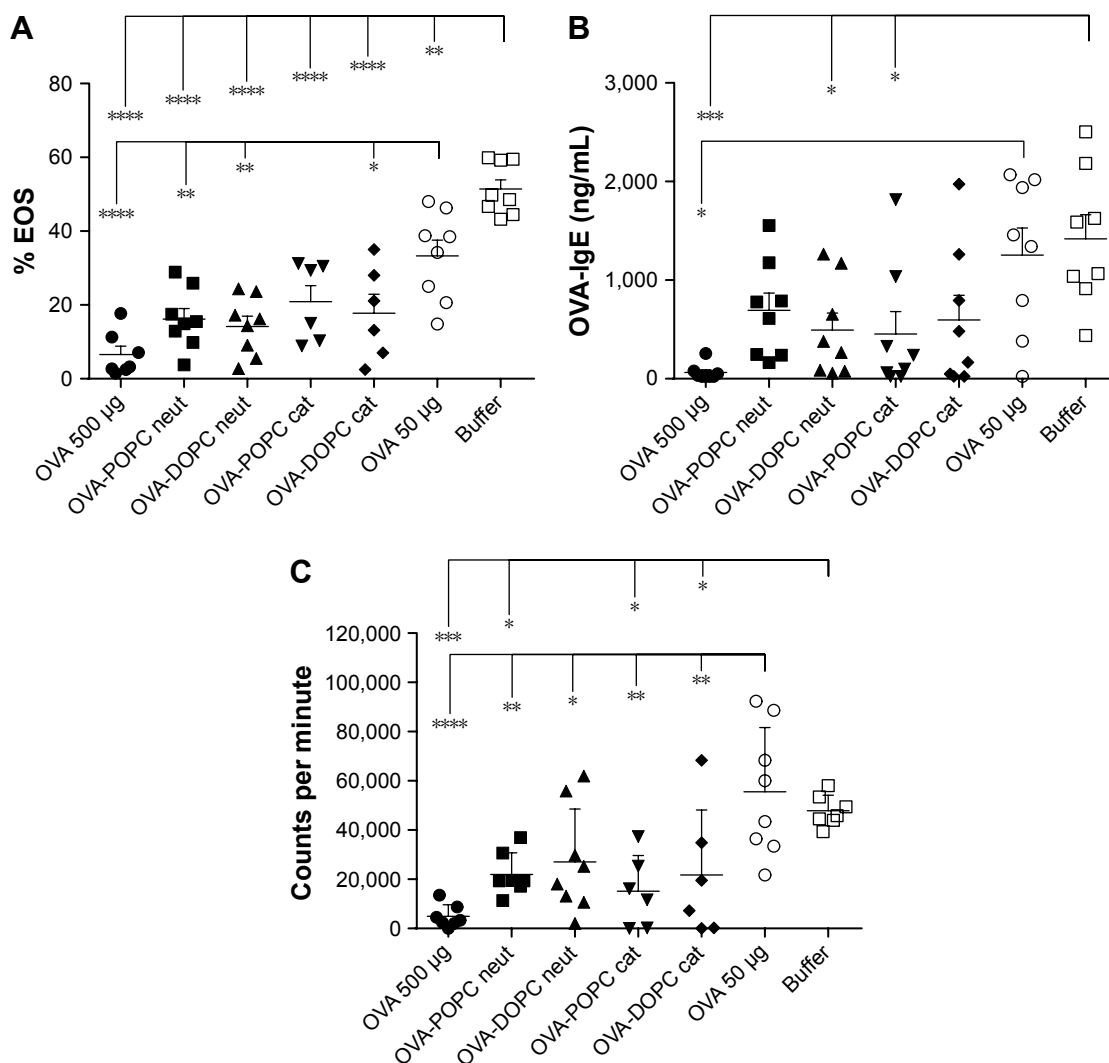 A
**
****
****
****
****
****
80
60
40
20
0
% EOS
*
**
**
****
OVA 500 µg
OVA-POPC neut
OVA-DOPC neut
OVA-POPC cat
OVA-DOPC cat
OVA 50 µg
Buffer
B
*
*
***
3,000
2,000
1,000
0
OVA-IgE (ng/mL)
*
OVA 500 µg
OVA-POPC neut
OVA-DOPC neut
OVA-POPC cat
OVA-DOPC cat
OVA 50 µg
Buffer
C
*
*
*
***
120,000
100,000
80,000
60,000
40,000
20,000
0
Counts per minute
**
**
*
**
****
OVA 500 µg
OVA-POPC neut
OVA-DOPC neut
OVA-POPC cat
OVA-DOPC cat
OVA 50 µg
Buffer